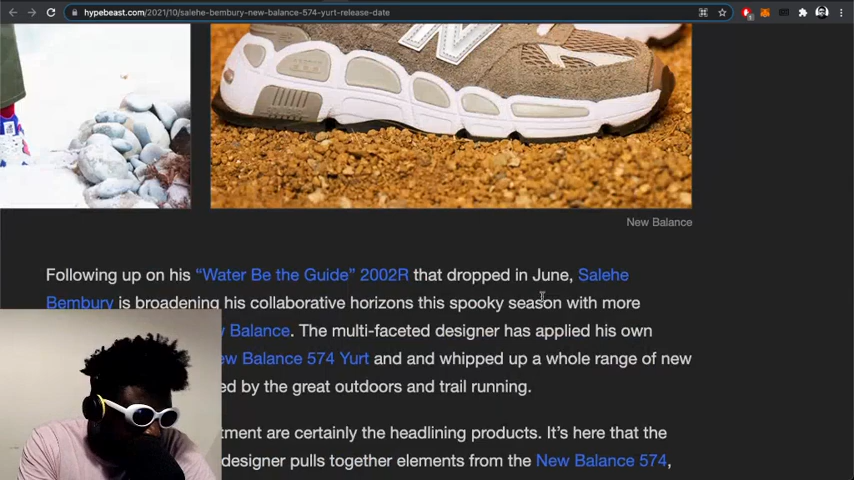 hypebeast.com/2021/10/salehe-bembury-new-balance-574-yurt-release-date
N
New Balance
Following up on his “Water Be the Guide” 2002R that dropped in June, Salehe
Bembury is broadening his collaborative horizons this spooky season with more
w Balance. The multi-faceted designer has applied his own
ew Balance 574 Yurt and and whipped up a whole range of new
ed by the great outdoors and trail running.
tment are certainly the headlining products. It’s here that the
designer pulls together elements from the New Balance 574,